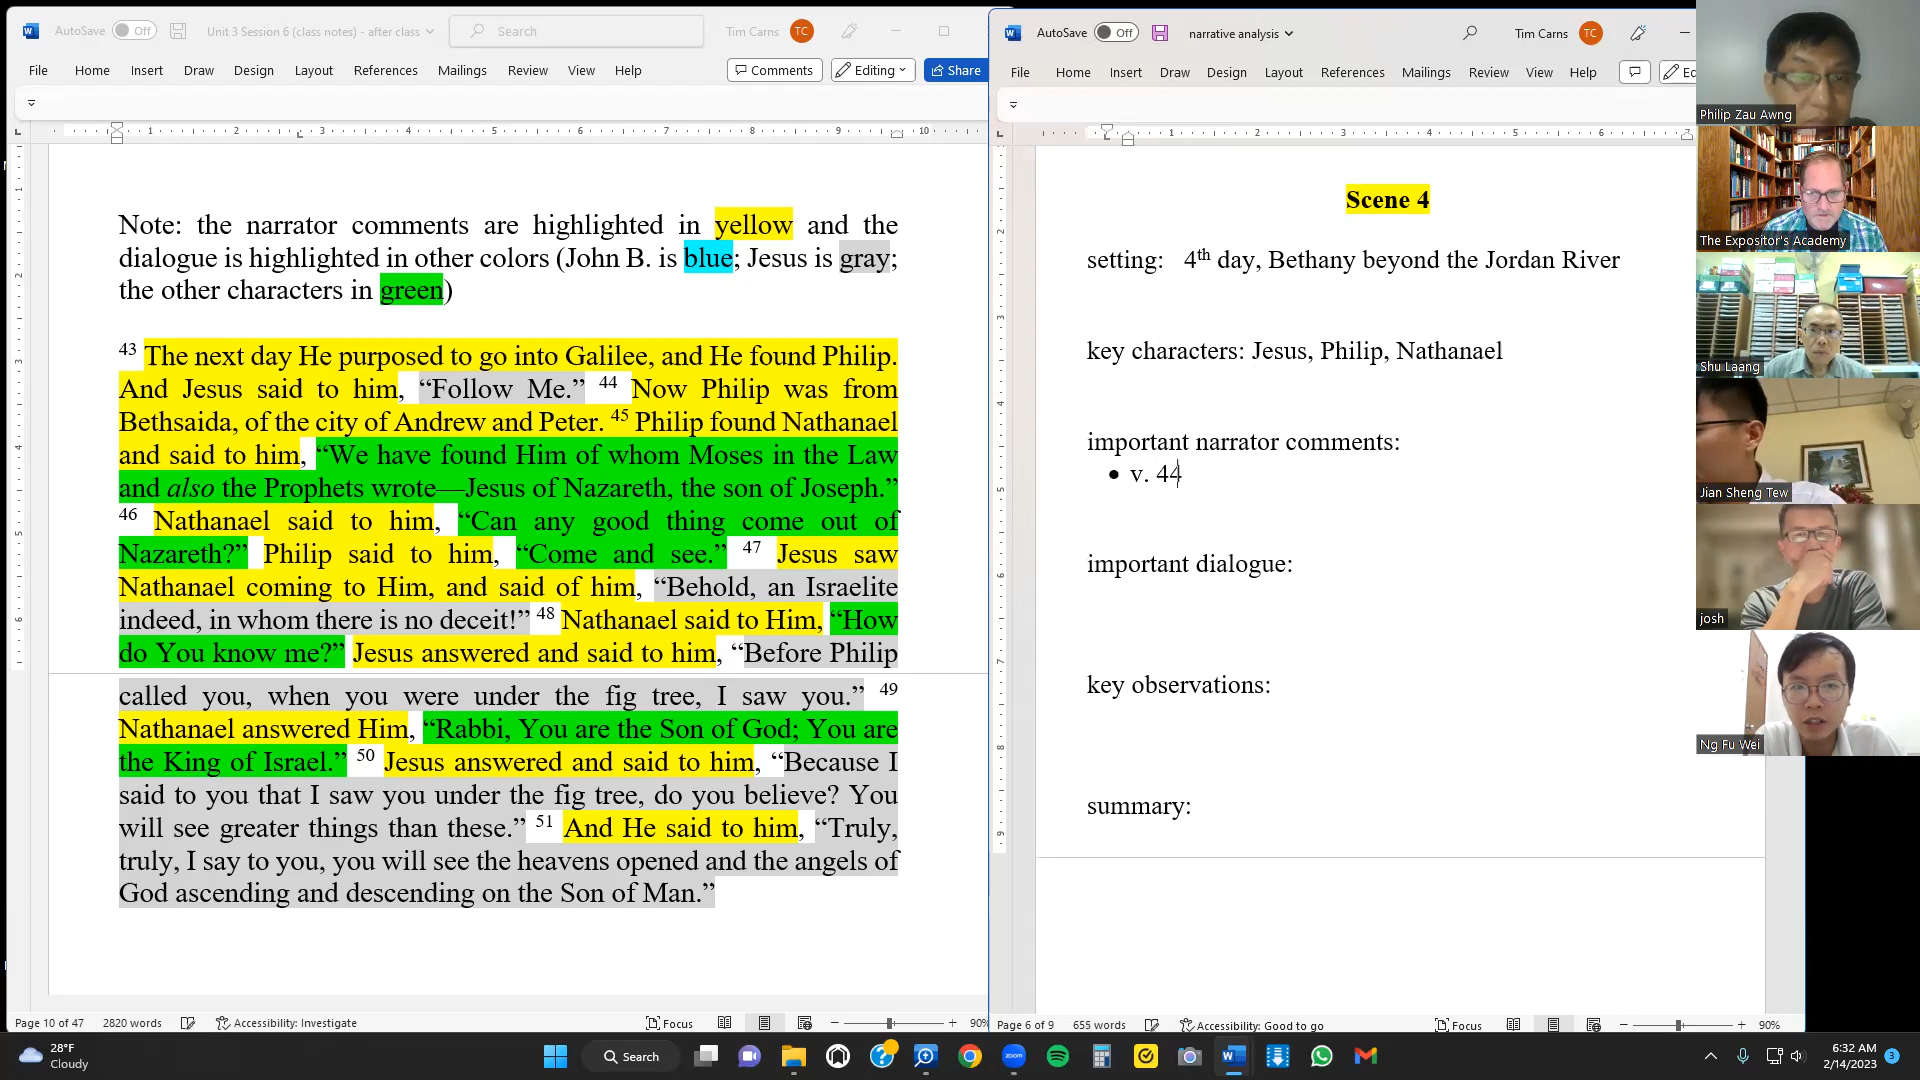 AutoSave Off Unit 3 Session 6 (class notes) - after class Search Tim Carns TC
File Home Insert Draw Design Layout References Mailings Review View Help Comments Editing Share
Note: the narrator comments are highlighted in yellow and the
dialogue is highlighted in other colors (John B. is blue; Jesus is gray;
the other characters in green)
43 The next day He purposed to go into Galilee, and He found Philip.
And Jesus said to him, “Follow Me.” 44 Now Philip was from
Bethsaida, of the city of Andrew and Peter. 45 Philip found Nathanael
and said to him, “We have found Him of whom Moses in the Law
and also the Prophets wrote—Jesus of Nazareth, the son of Joseph.”
46 Nathanael said to him, “Can any good thing come out of
Nazareth?” Philip said to him, “Come and see.” 47 Jesus saw
Nathanael coming to Him, and said of him, “Behold, an Israelite
indeed, in whom there is no deceit!” 48 Nathanael said to Him, “How
do You know me?” Jesus answered and said to him, “Before Philip
called you, when you were under the fig tree, I saw you.” 49
Nathanael answered Him, “Rabbi, You are the Son of God; You are
the King of Israel.” 50 Jesus answered and said to him, “Because I
said to you that I saw you under the fig tree, do you believe? You
will see greater things than these.” 51 And He said to him, “Truly,
truly, I say to you, you will see the heavens opened and the angels of
God ascending and descending on the Son of Man.”
Page 10 of 47 2820 words Accessibility: Investigate Focus 90%
AutoSave Off narrative analysis Tim Carns TC
File Home Insert Draw Design Layout References Mailings Review View Help Ed
Scene 4
setting: 4th day, Bethany beyond the Jordan River
key characters: Jesus, Philip, Nathanael
important narrator comments:
• v. 44
important dialogue:
key observations:
summary:
Page 6 of 9 655 words Accessibility: Good to go Focus 90%
Philip Zau Awng
The Expositor's Academy
Shu Laang
Jian Sheng Tew
josh
Ng Fu Wei
28°F
Cloudy
Search
zoom
6:32 AM
2/14/2023
3